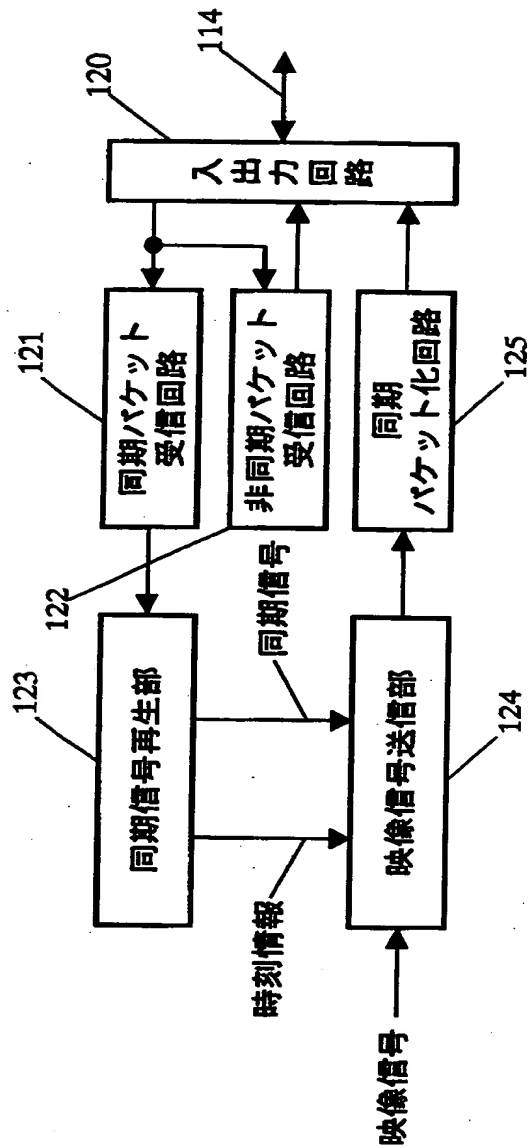 123
同期信号再生部
121
同期パケット
受信回路
120
入出力回路
114
122
非同期パケット
受信回路
時刻情報
同期信号
映像信号
映像信号送信部
124
同期
パケット化回路
125